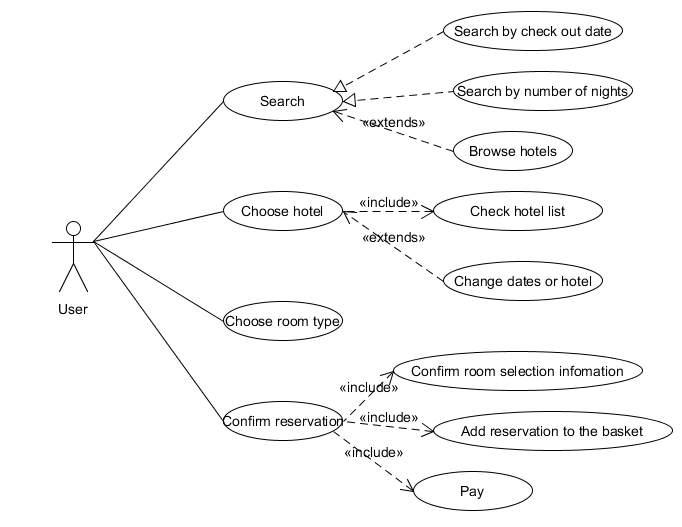 Search by check out date
Search by number of nights
Search
«extends»
Browse hotels
Choose hotel
«include»
Check hotel list
«extends»
Change dates or hotel
User
Choose room type
Confirm room selection infomation
«include»
Confirm reservation
«include»
Add reservation to the basket
«include»
Pay